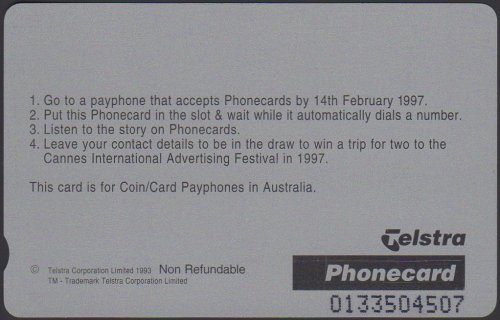 1. Go to a payphone that accepts Phonecards by 14th February 1997.
2. Put this Phonecard in the slot & wait while it automatically dials a number.
3. Listen to the story on Phonecards.
4. Leave your contact details to be in the draw to win a trip for two to the
Cannes International Advertising Festival in 1997.
This card is for Coin/Card Payphones in Australia.
Telstra
© Telstra Corporation Limited 1993 Non Refundable
TM - Trademark Telstra Corporation Limited
Phonecard
0133504507